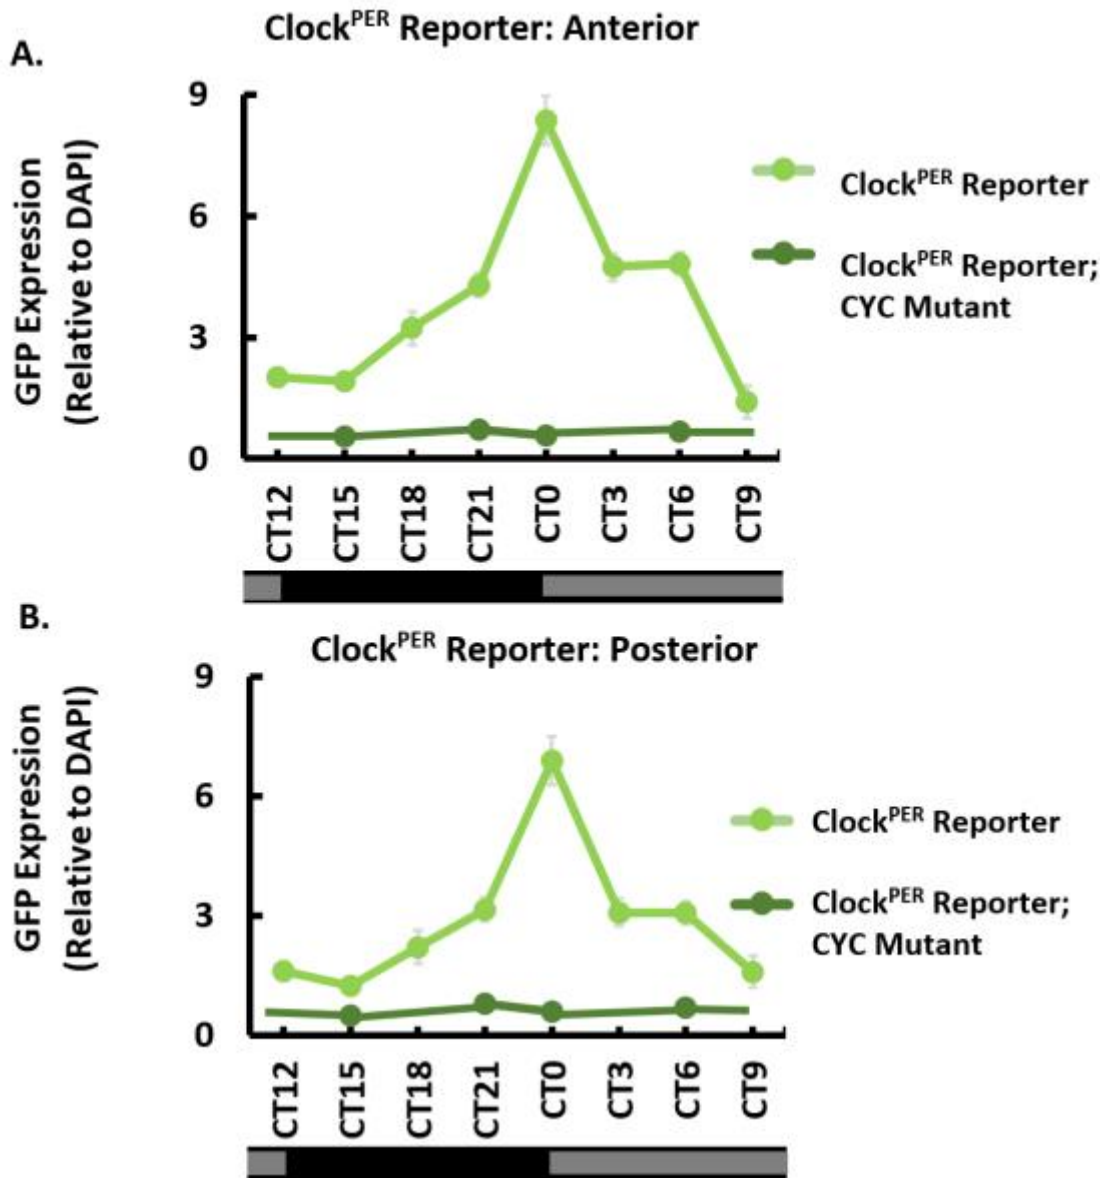 A.
Clock^PER Reporter: Anterior
GFP Expression
(Relative to DAPI)
9
6
3
0
CT12 CT15 CT18 CT21 CT0 CT3 CT6 CT9
Clock^PER Reporter
Clock^PER Reporter;
CYC Mutant
B.
Clock^PER Reporter: Posterior
GFP Expression
(Relative to DAPI)
9
6
3
0
CT12 CT15 CT18 CT21 CT0 CT3 CT6 CT9
Clock^PER Reporter
Clock^PER Reporter;
CYC Mutant